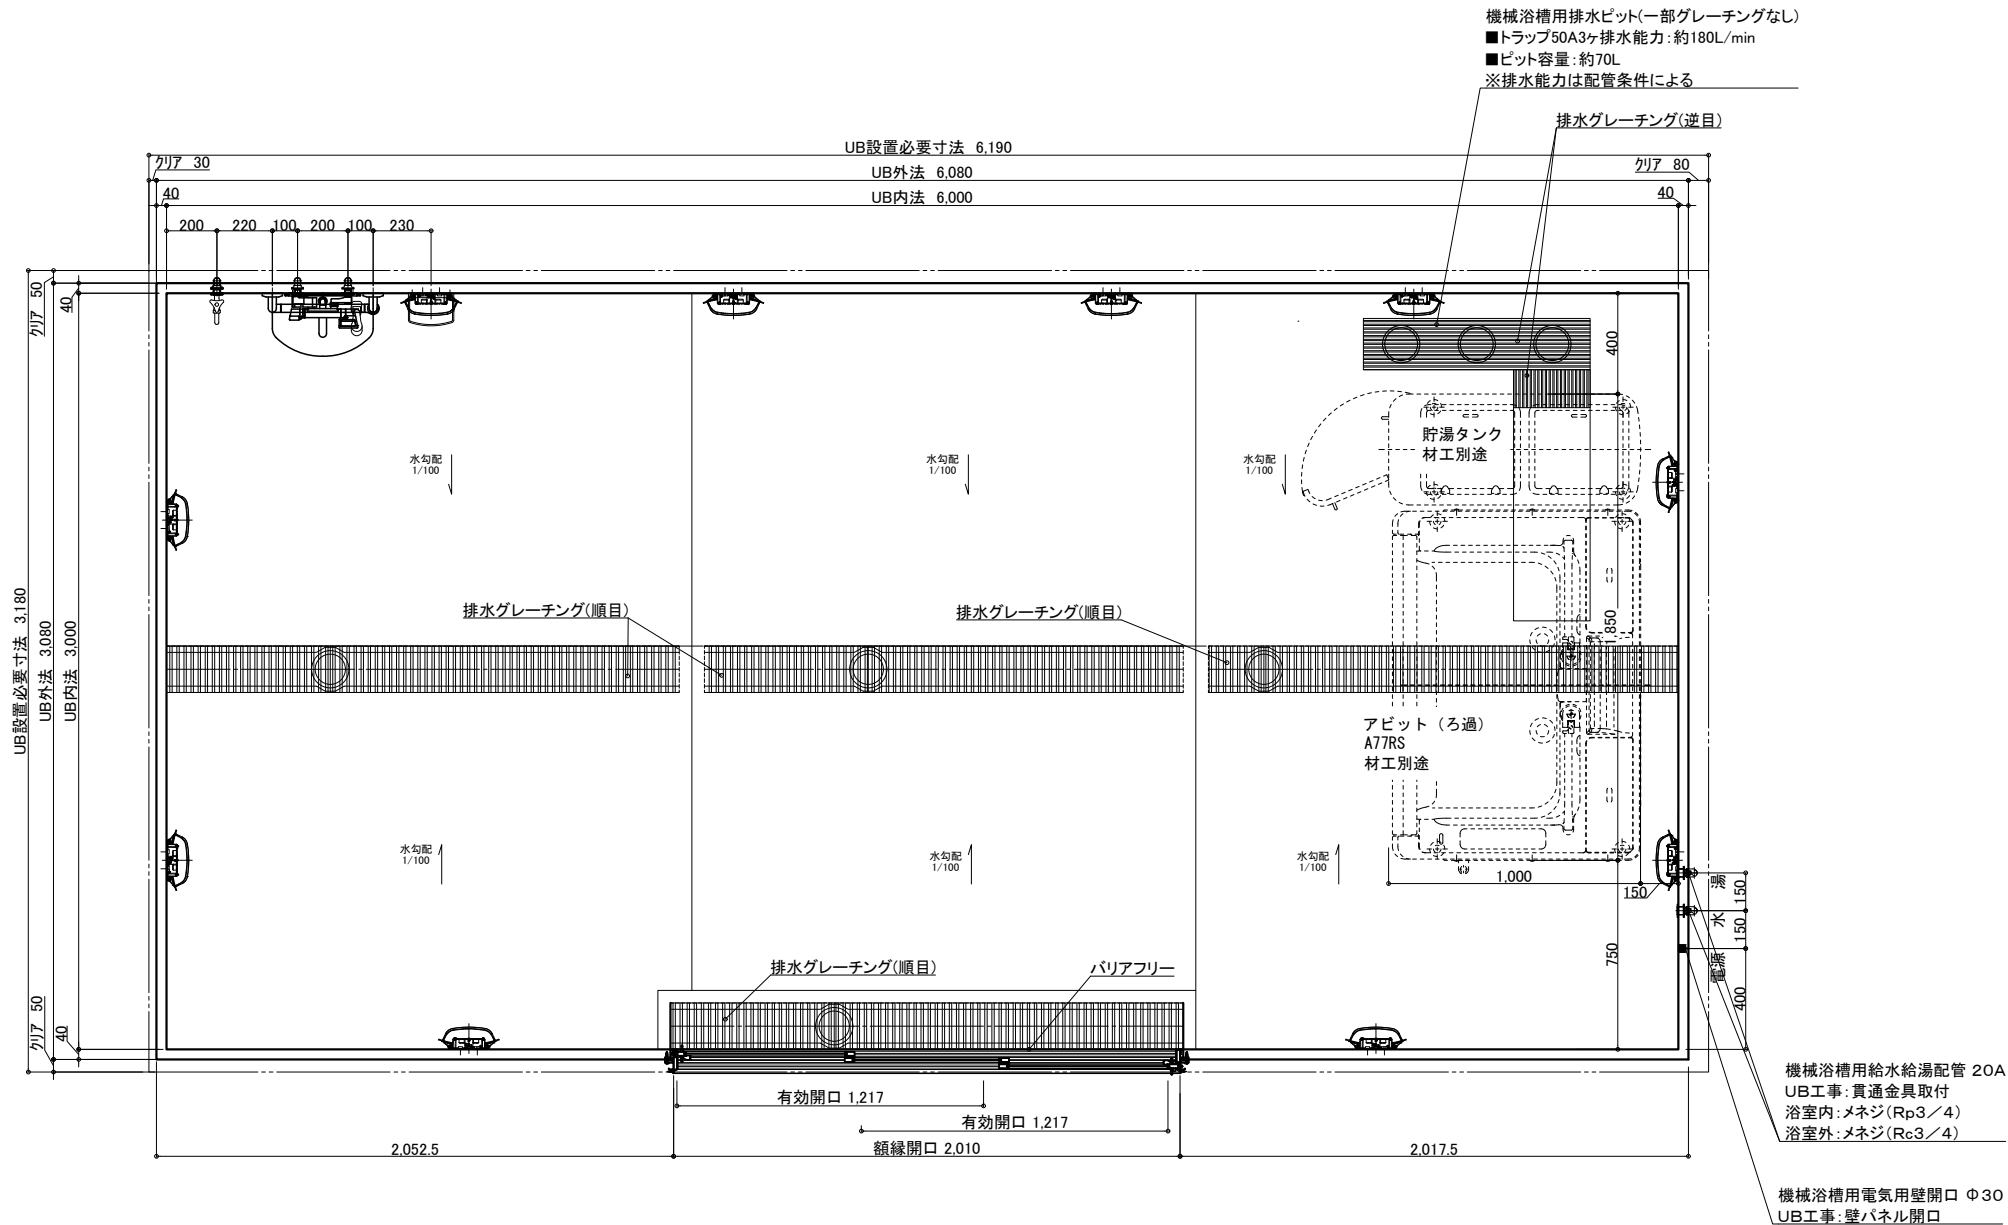 機械浴槽用排水ピット(一部グレーチングなし)
■トラップ50A3ヶ排水能力:約180L/min
■ピット容量:約70L
※排水能力は配管条件による
排水グレーチング(逆目)
UB設置必要寸法 6,190
クリア 30
UB外法 6,080
クリア 80
40
UB内法 6,000
40
200
220
100
200
100
230
クリア 50
40
400
貯湯タンク
材工別途
水勾配
1/100
水勾配
1/100
水勾配
1/100
UB設置必要寸法 3,180
UB外法 3,080
UB内法 3,000
排水グレーチング(順目)
排水グレーチング(順目)
1,850
アビット（ろ過）
A77RS
材工別途
水勾配
1/100
水勾配
1/100
水勾配
1/100
1,000
150
湯
150
水
150
電源
400
750
排水グレーチング(順目)
バリアフリー
クリア 50
40
有効開口 1,217
有効開口 1,217
2,052.5
額縁開口 2,010
2,017.5
機械浴槽用給水給湯配管 20A
UB工事:貫通金具取付
浴室内:メネジ(Rp3／4)
浴室外:メネジ(Rc3／4)
機械浴槽用電気用壁開口 Φ30
UB工事:壁パネル開口